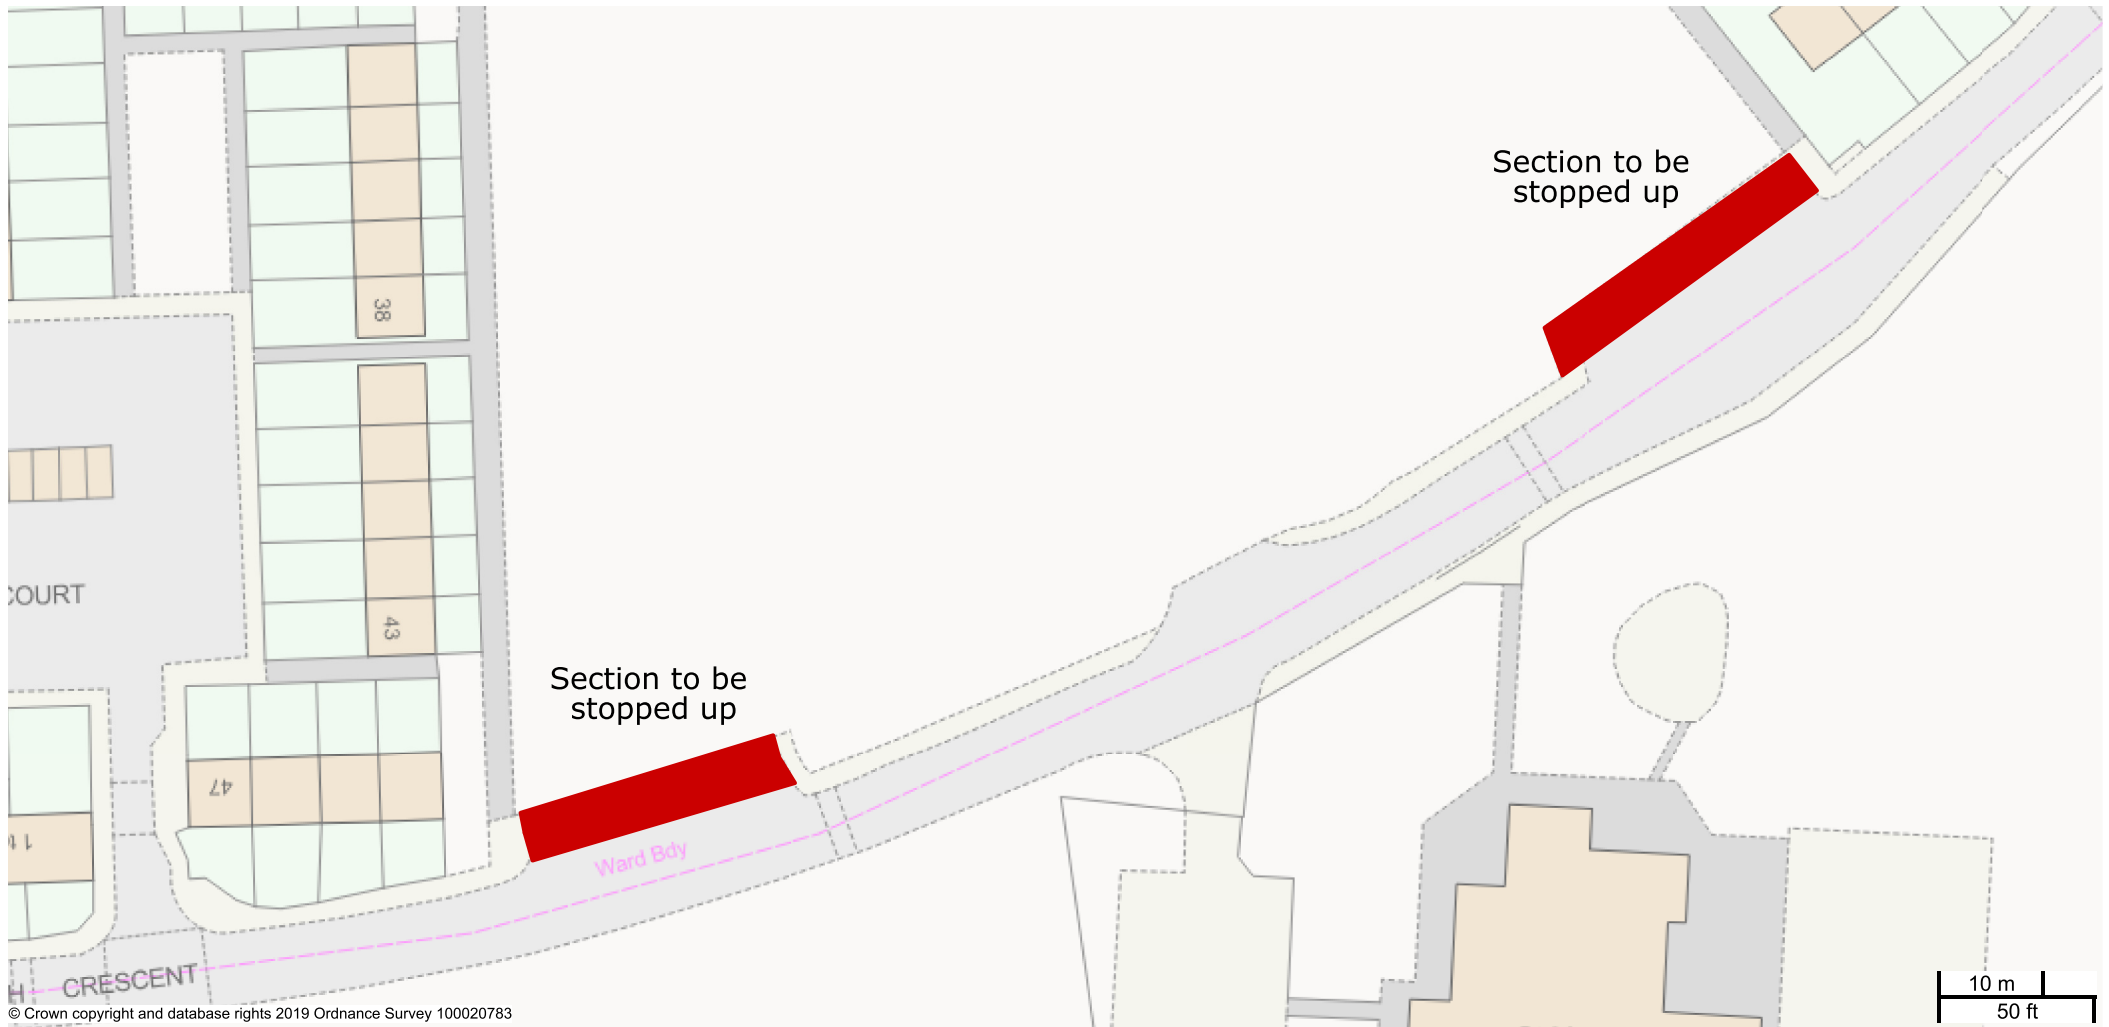 Section to be
stopped up
38
COURT
43
Section to be
stopped up
47
Ward Bdy
CRESCENT
10 m
50 ft
© Crown copyright and database rights 2019 Ordnance Survey 100020783